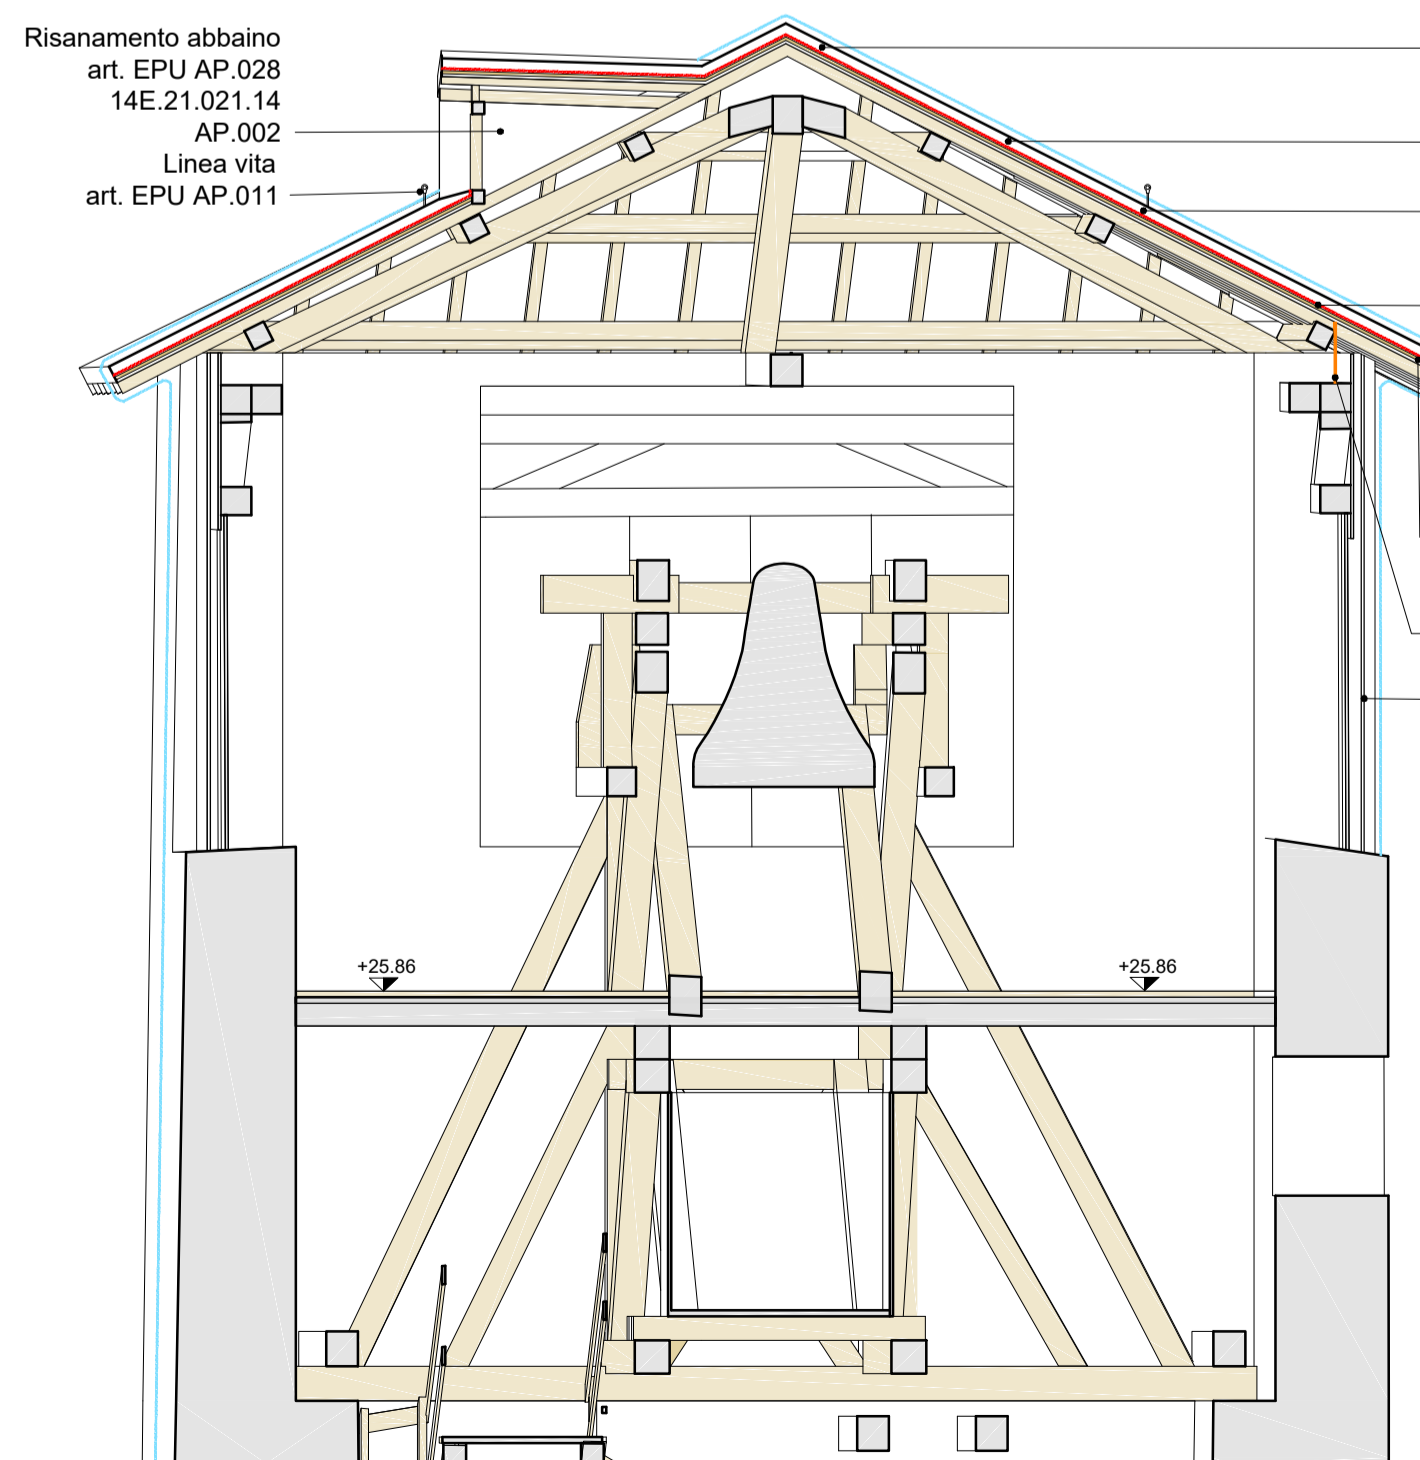 Risanamento abbaino
art. EPU AP.028
14E.21.021.14
AP.002
Linea vita
art. EPU AP.011
+25.86
+25.86